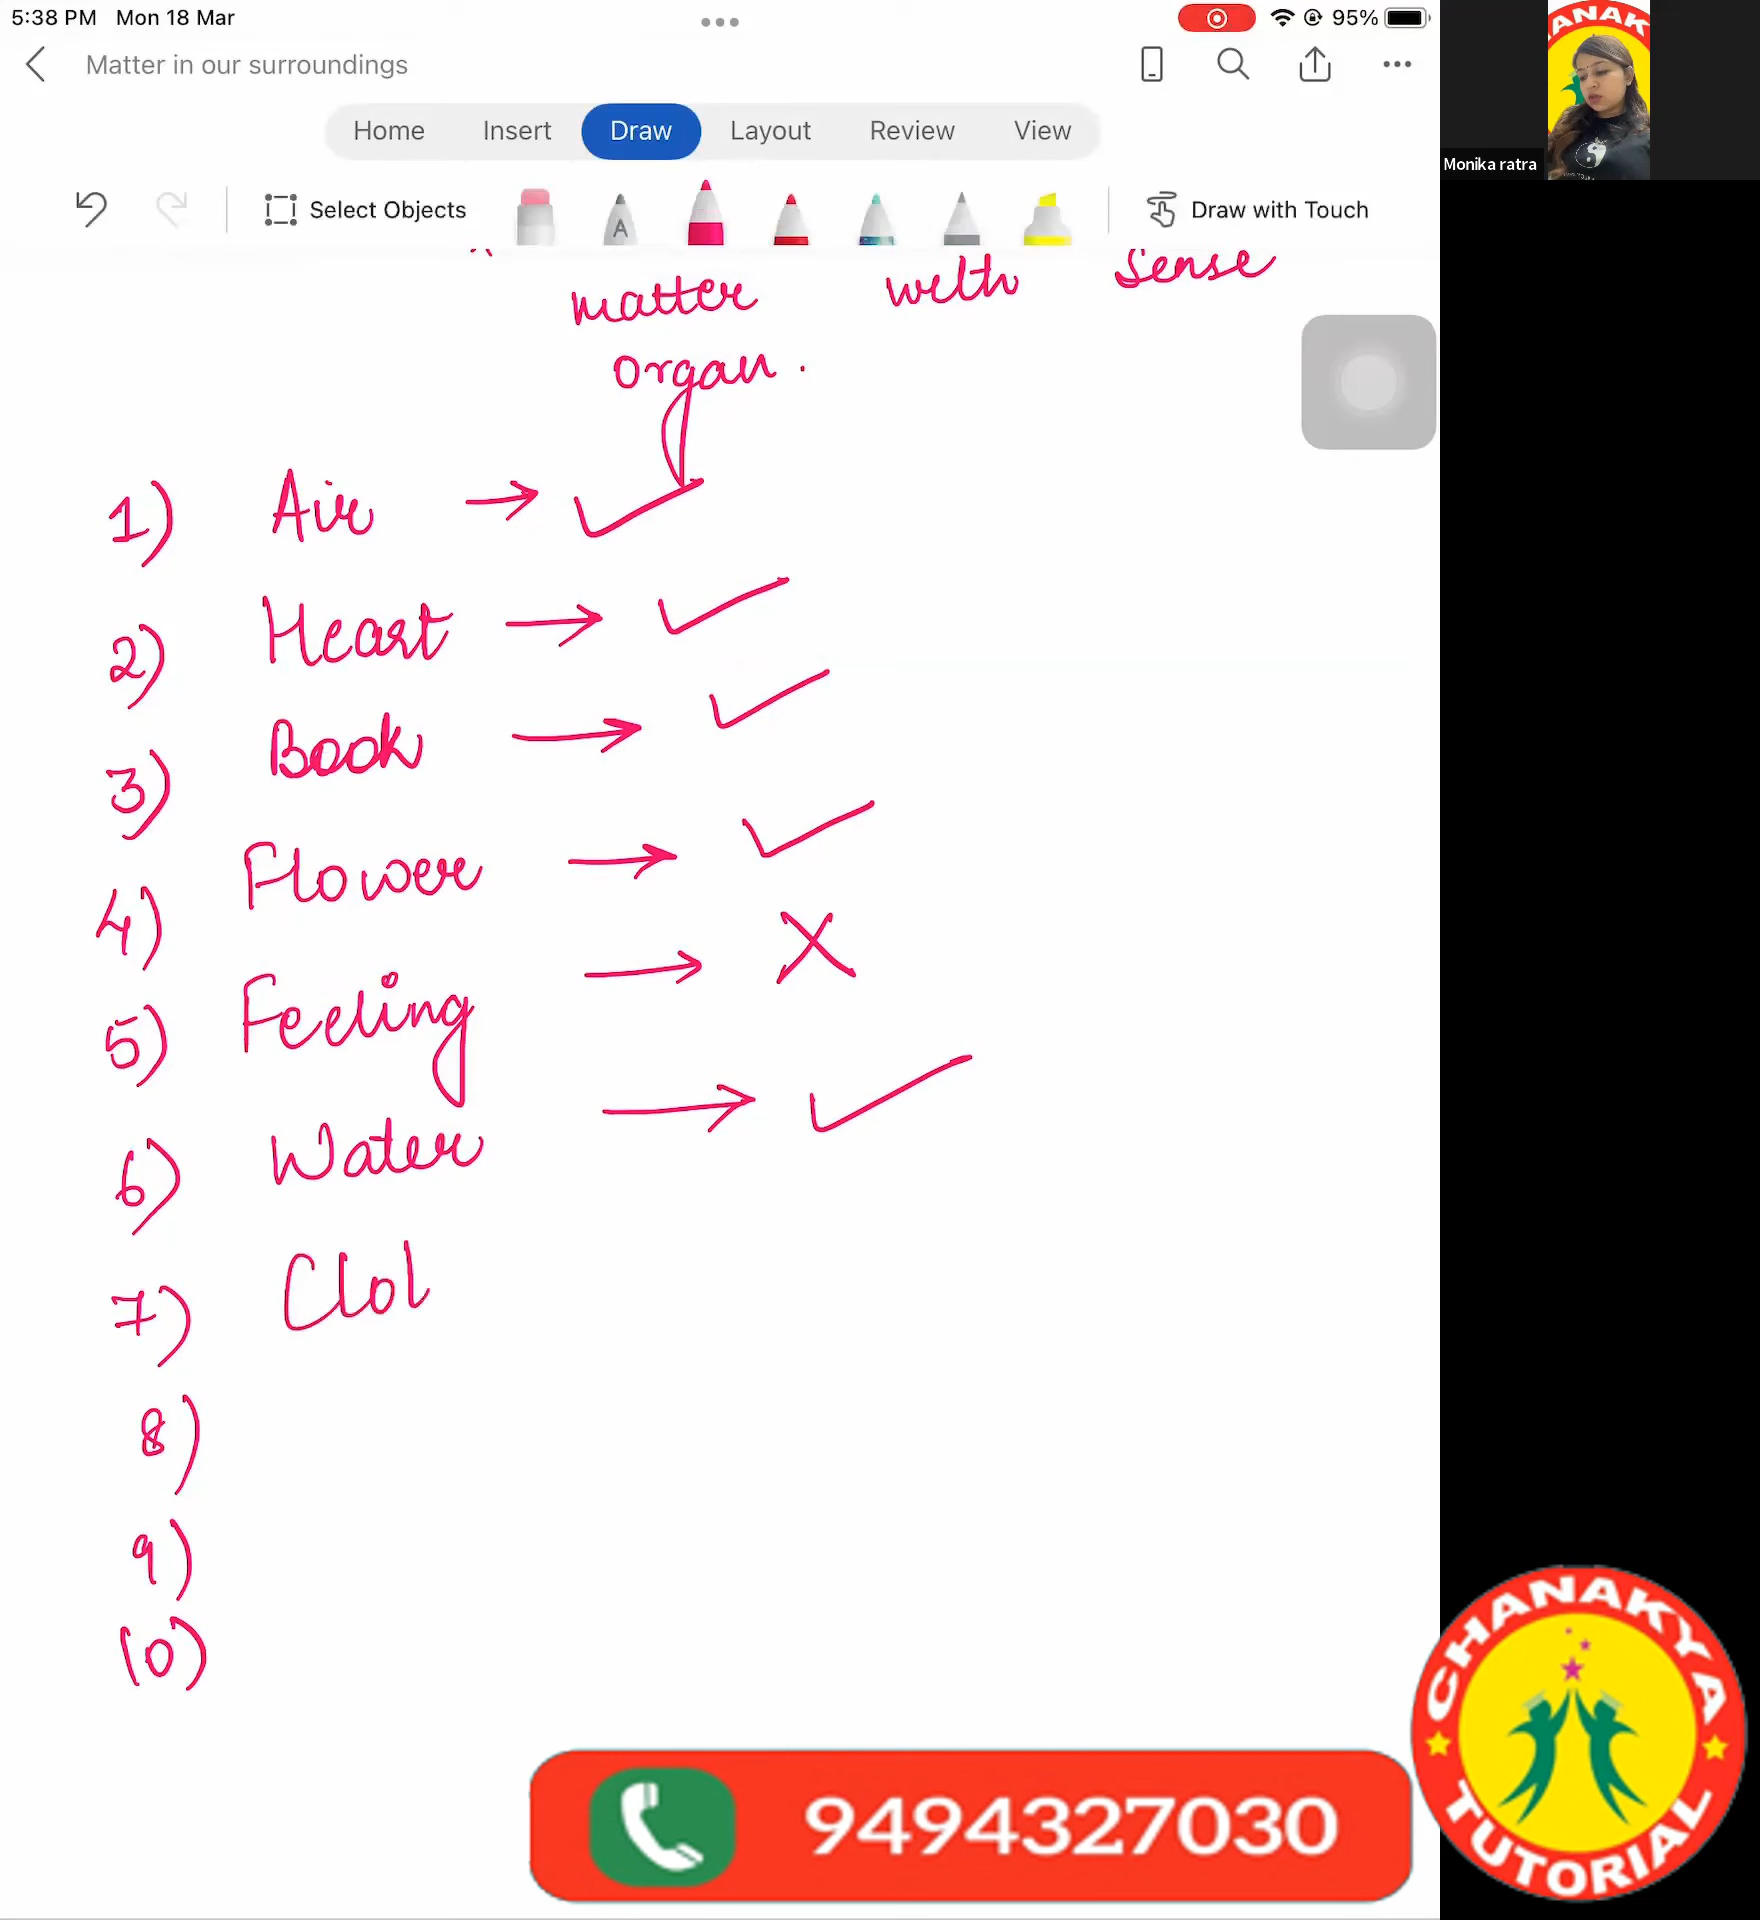 5:38 PM Mon 18 Mar
95%
Matter in our surroundings
Home Insert Draw Layout Review View
Select Objects
A
Draw with Touch
matter with sense
organ.
1) Air → ✓
2) Heart → ✓
3) Book → ✓
4) Flower → ✓
5) Feeling → X
6) Water → ✓
7) Clol
8)
9)
10)
9494327030
CHANAKYA
TUTORIAL
ANAK
Monika ratra